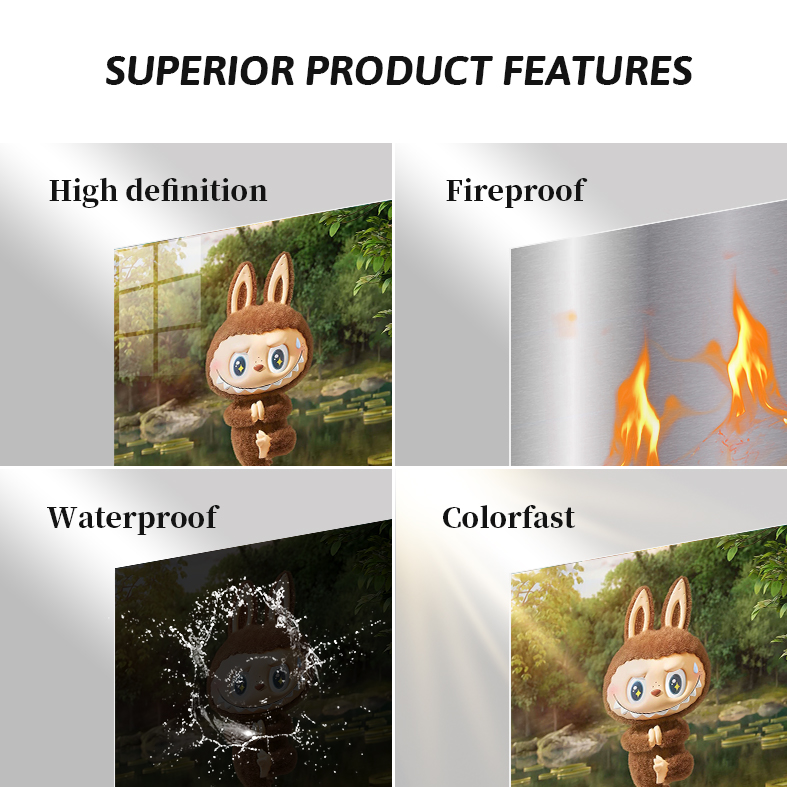 SUPERIOR PRODUCT FEATURES
High definition
Fireproof
Waterproof
Colorfast